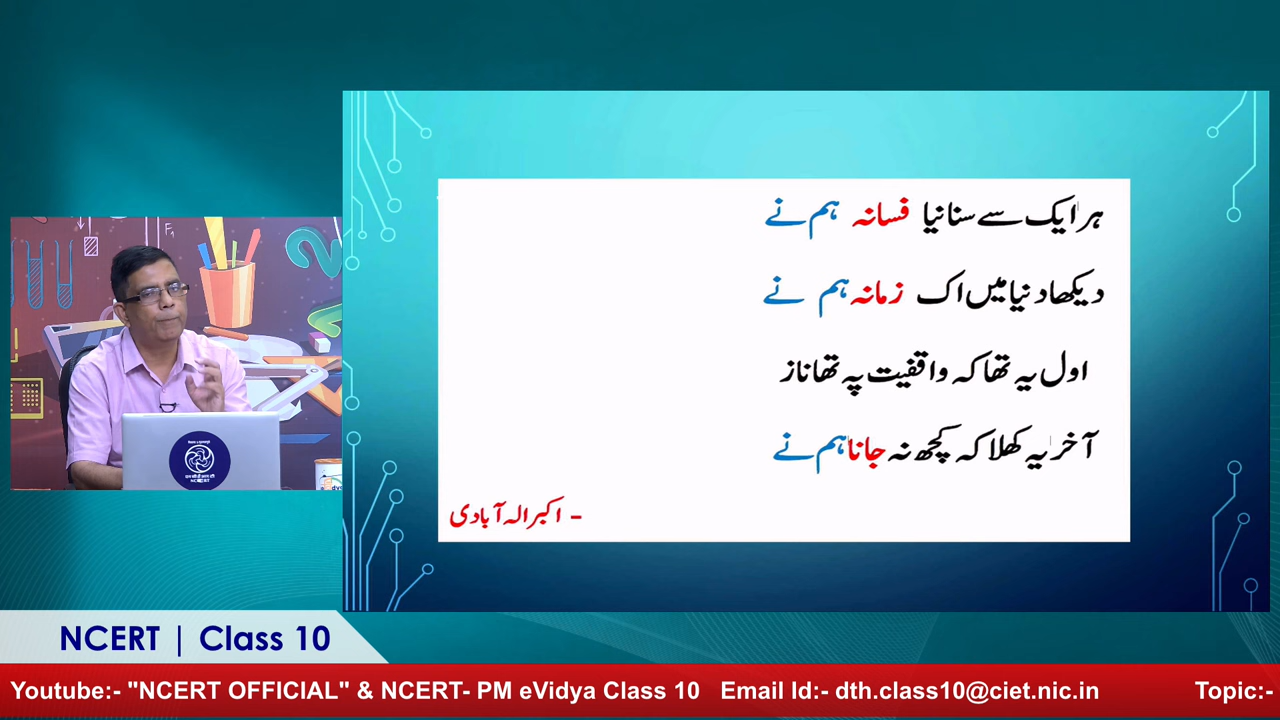 ہر ایک سے سنا نیا فسانہ ہم نے
دیکھا دنیا میں اک زمانہ ہم نے
اول یہ تھا کہ واقفیت پہ تھا ناز
آخر یہ کھلا کہ کچھ نہ جانا ہم نے
- اکبر الہ آبادی
F₁
NCERT
NCERT | Class 10
Youtube:- "NCERT OFFICIAL" & NCERT- PM eVidya Class 10 Email Id:- dth.class10@ciet.nic.in Topic:-